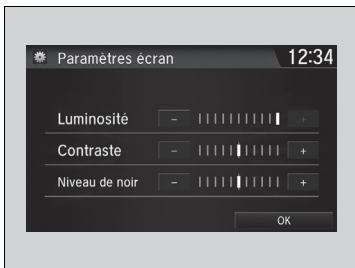 Paramètres écran 12:34
Luminosité - +
Contraste - +
Niveau de noir - +
OK